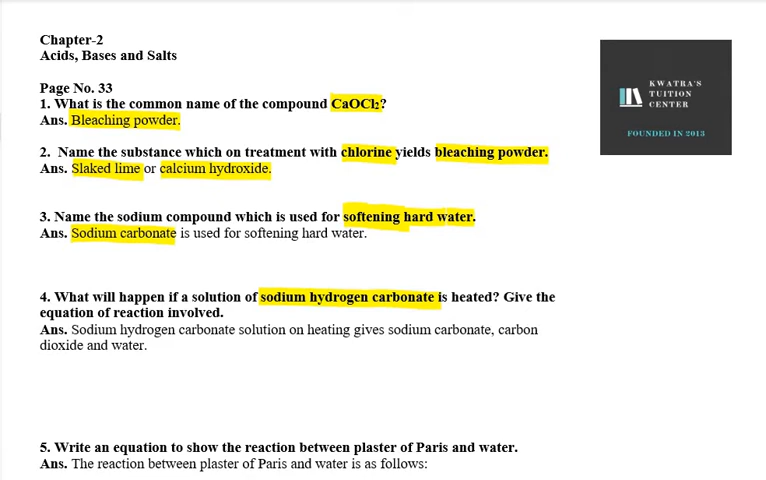 Chapter-2
Acids, Bases and Salts
KWATRA'S
TUITION
CENTER
FOUNDED IN 2013
Page No. 33
1. What is the common name of the compound CaOCl₂?
Ans. Bleaching powder.
2. Name the substance which on treatment with chlorine yields bleaching powder.
Ans. Slaked lime or calcium hydroxide.
3. Name the sodium compound which is used for softening hard water.
Ans. Sodium carbonate is used for softening hard water.
4. What will happen if a solution of sodium hydrogen carbonate is heated? Give the
equation of reaction involved.
Ans. Sodium hydrogen carbonate solution on heating gives sodium carbonate, carbon
dioxide and water.
5. Write an equation to show the reaction between plaster of Paris and water.
Ans. The reaction between plaster of Paris and water is as follows: